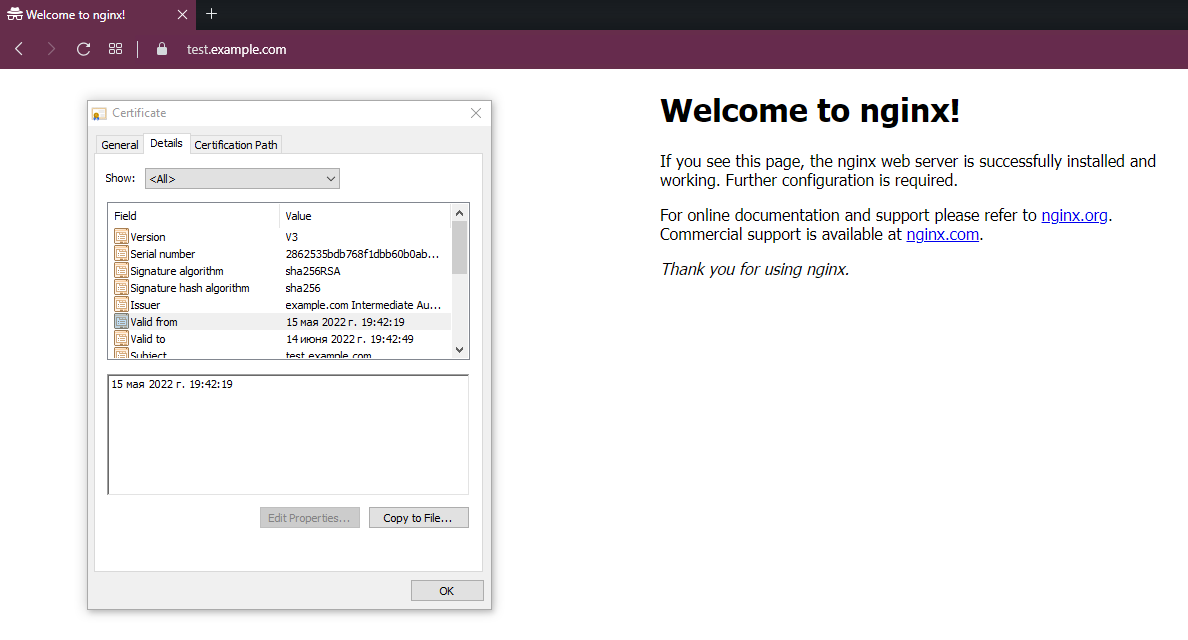 Welcome to nginx!
test.example.com
Certificate
General Details Certification Path
Show: <All>
Field Value
Version V3
Serial number 2862535bdb768f1dbb60b0ab...
Signature algorithm sha256RSA
Signature hash algorithm sha256
Issuer example.com Intermediate Au...
Valid from 15 мая 2022 г. 19:42:19
Valid to 14 июня 2022 г. 19:42:49
Subject test.example.com
15 мая 2022 г. 19:42:19
Edit Properties... Copy to File...
OK
Welcome to nginx!
If you see this page, the nginx web server is successfully installed and
working. Further configuration is required.
For online documentation and support please refer to nginx.org.
Commercial support is available at nginx.com.
Thank you for using nginx.